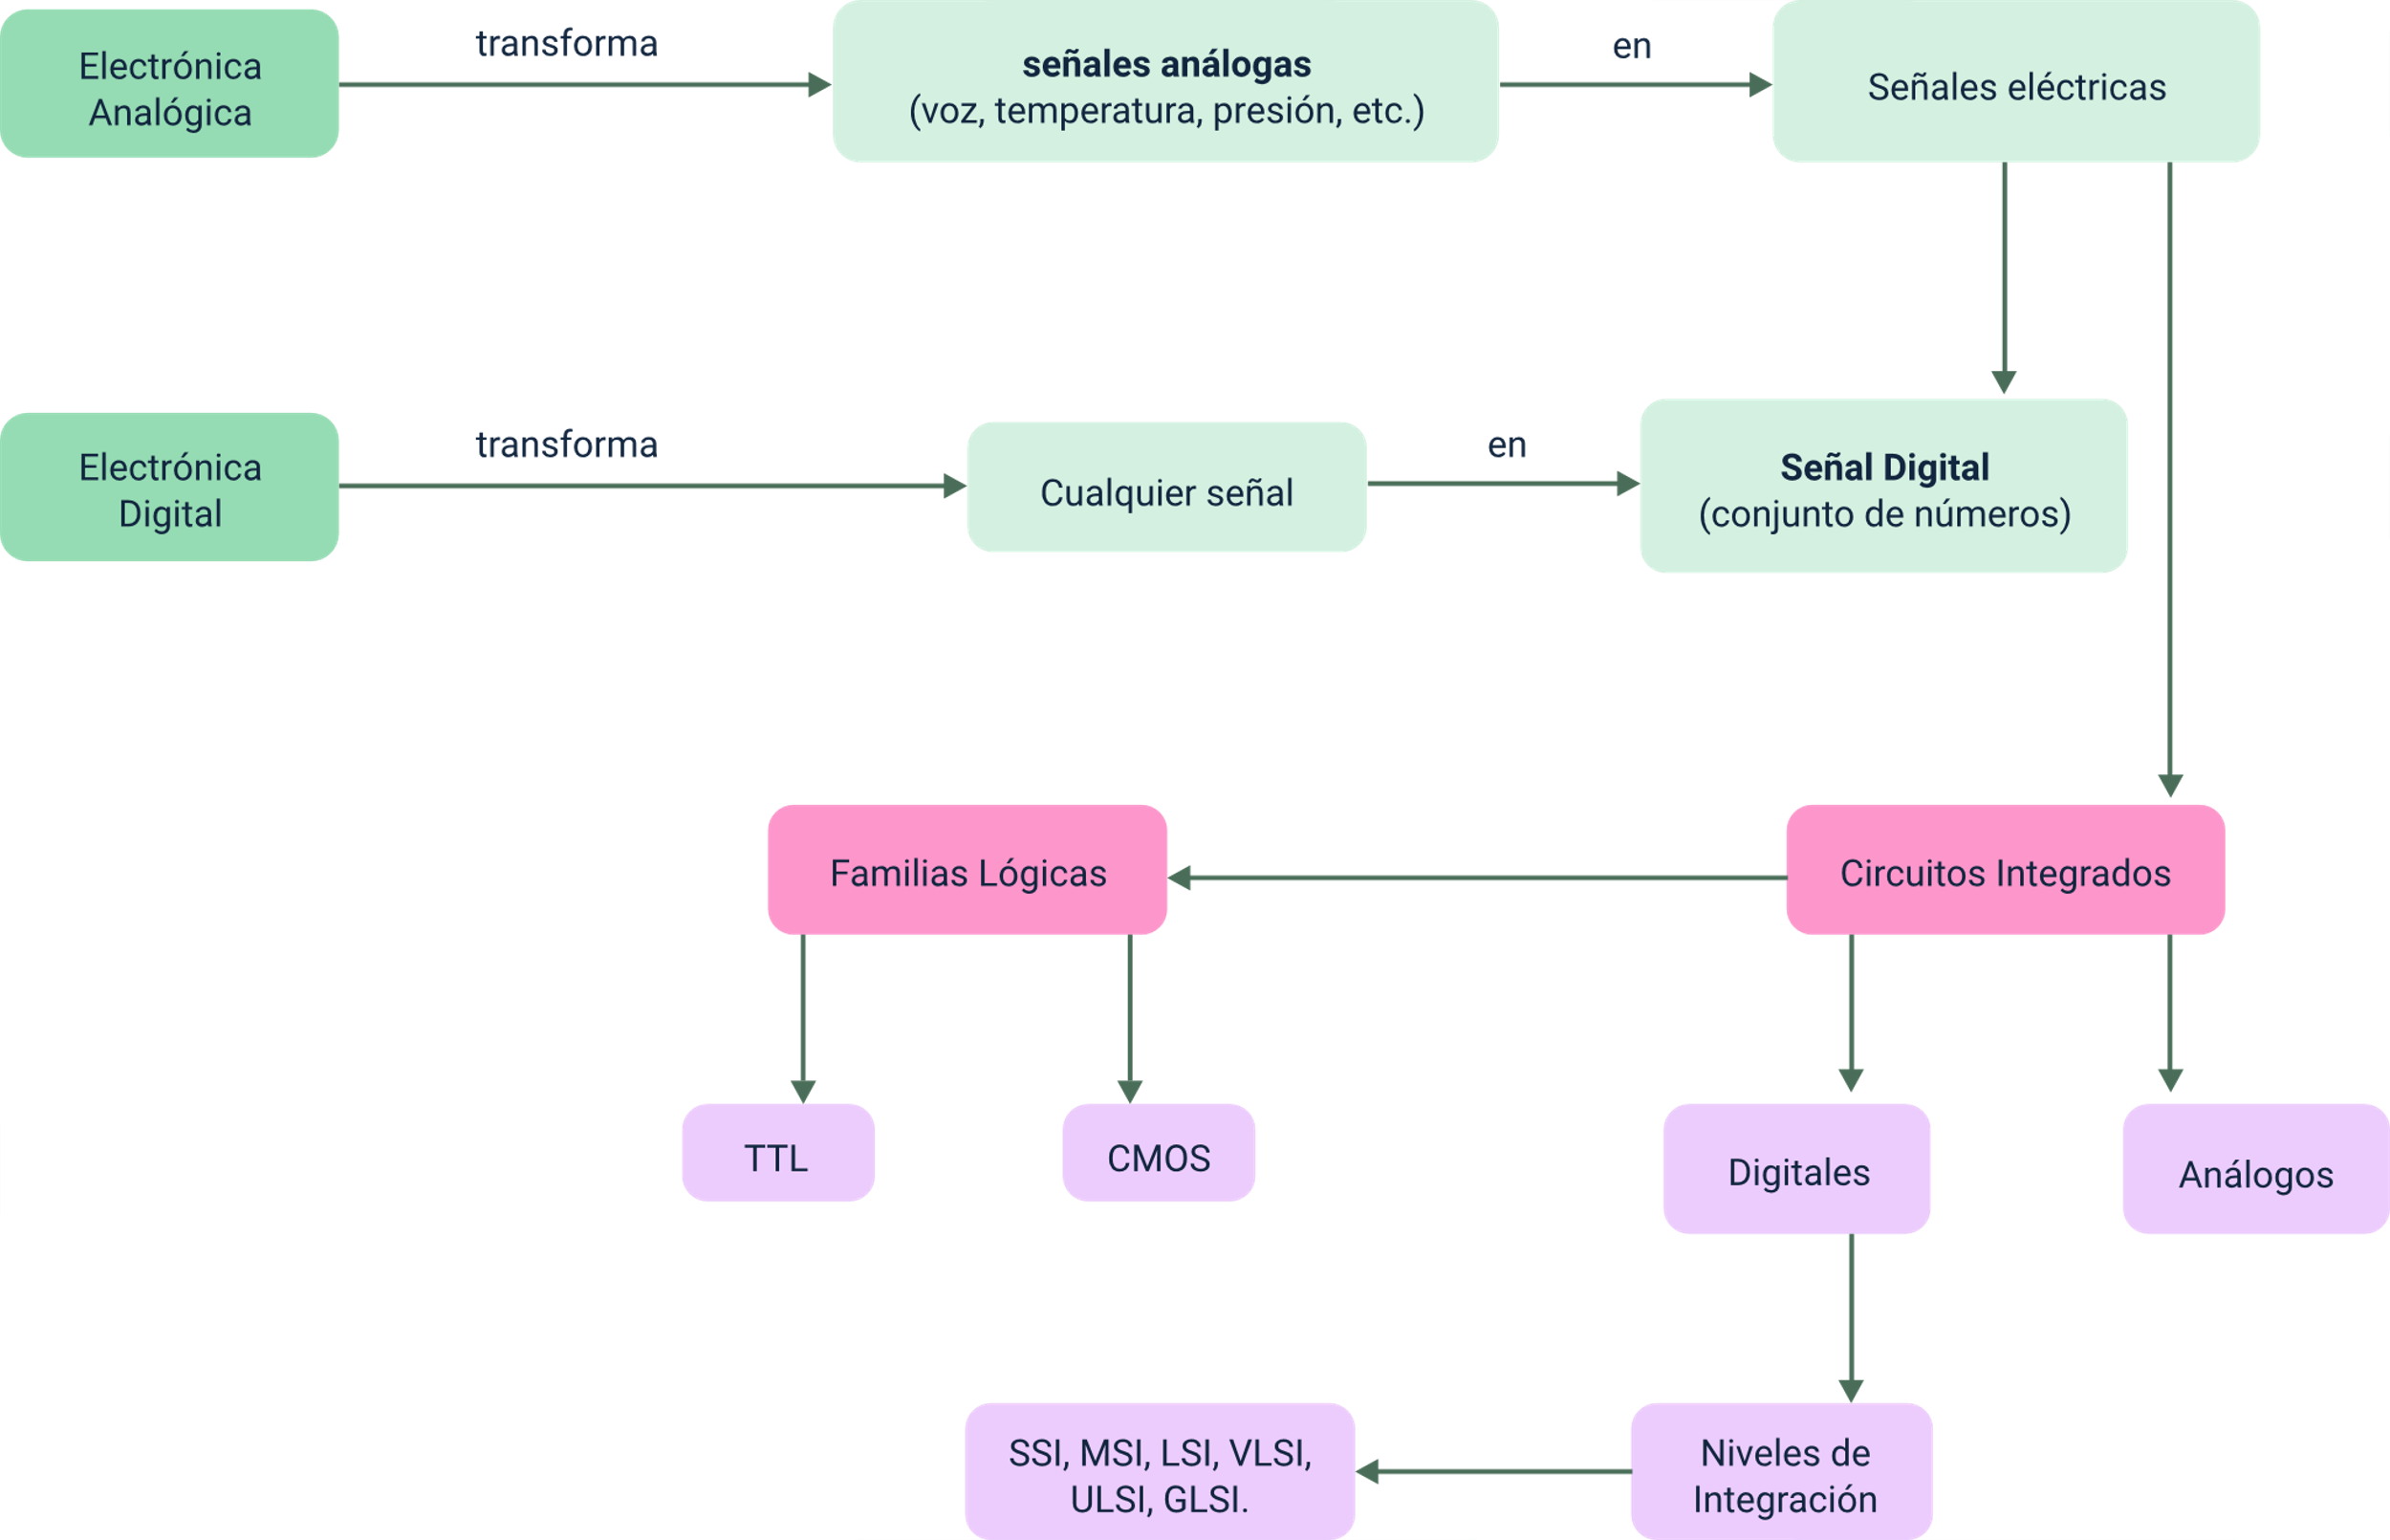 Electrónica
Analógica
transforma
señales análogas
(voz, temperatura, presión, etc.)
en
Señales eléctricas
Electrónica
Digital
transforma
Cualquier señal
en
Señal Digital
(conjunto de números)
Familias Lógicas
Circuitos Integrados
TTL
CMOS
Digitales
Análogos
SSI, MSI, LSI, VLSI,
ULSI, GLSI.
Niveles de
Integración